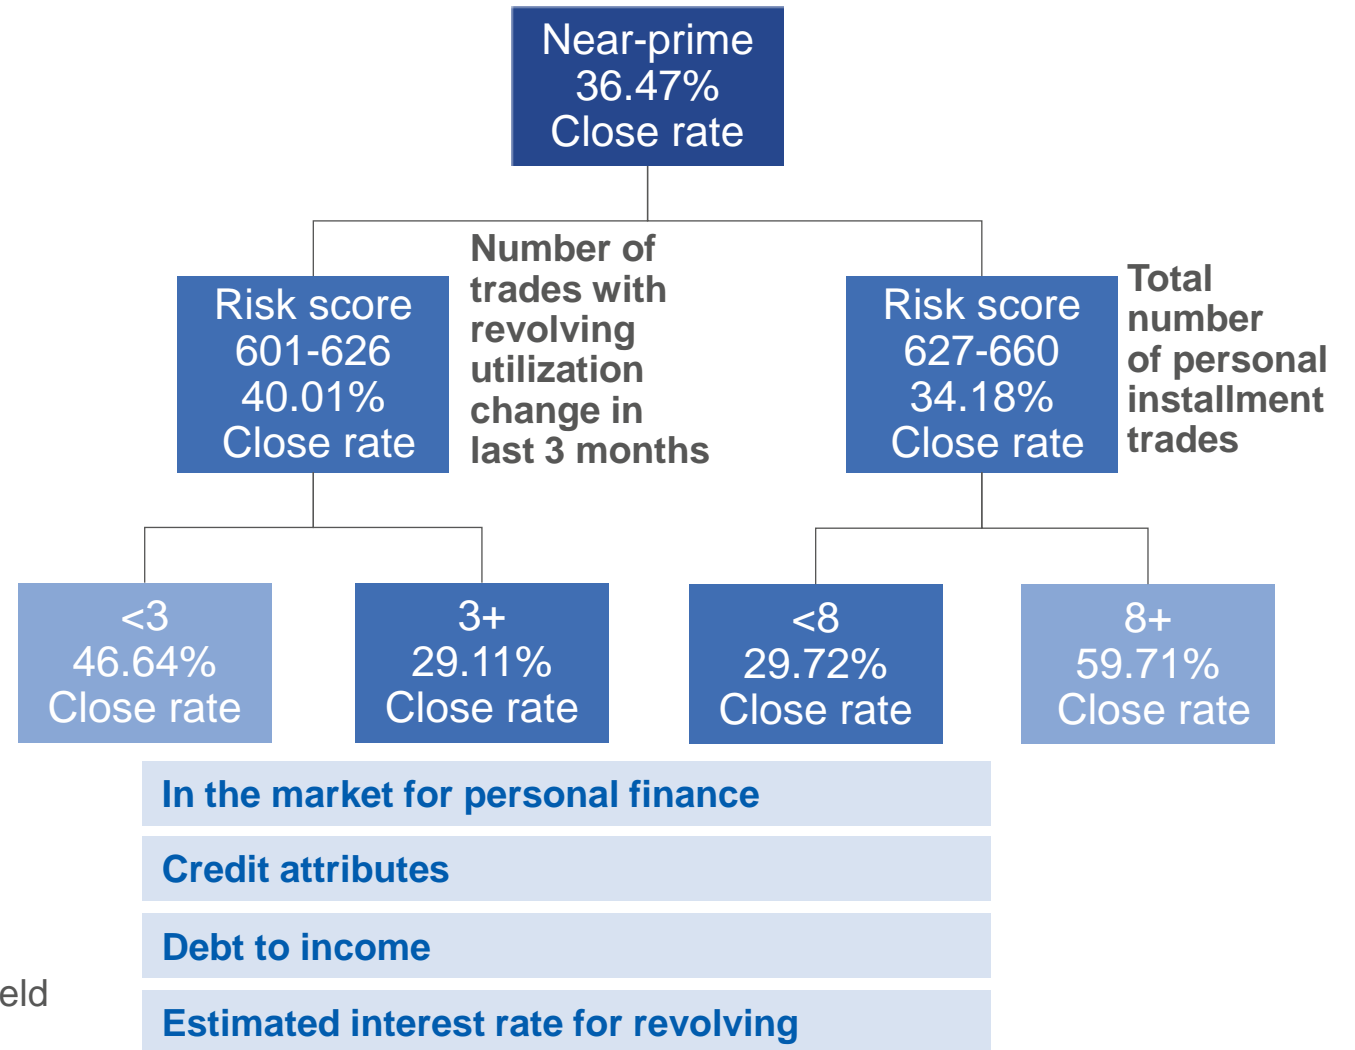 Near-prime
36.47%
Close rate
Risk score
601-626
40.01%
Close rate
Number of
trades with
revolving
utilization
change in
last 3 months
Risk score
627-660
34.18%
Close rate
Total
number
of personal
installment
trades
<3
46.64%
Close rate
3+
29.11%
Close rate
<8
29.72%
Close rate
8+
59.71%
Close rate
In the market for personal finance
Credit attributes
Debt to income
eld
Estimated interest rate for revolving